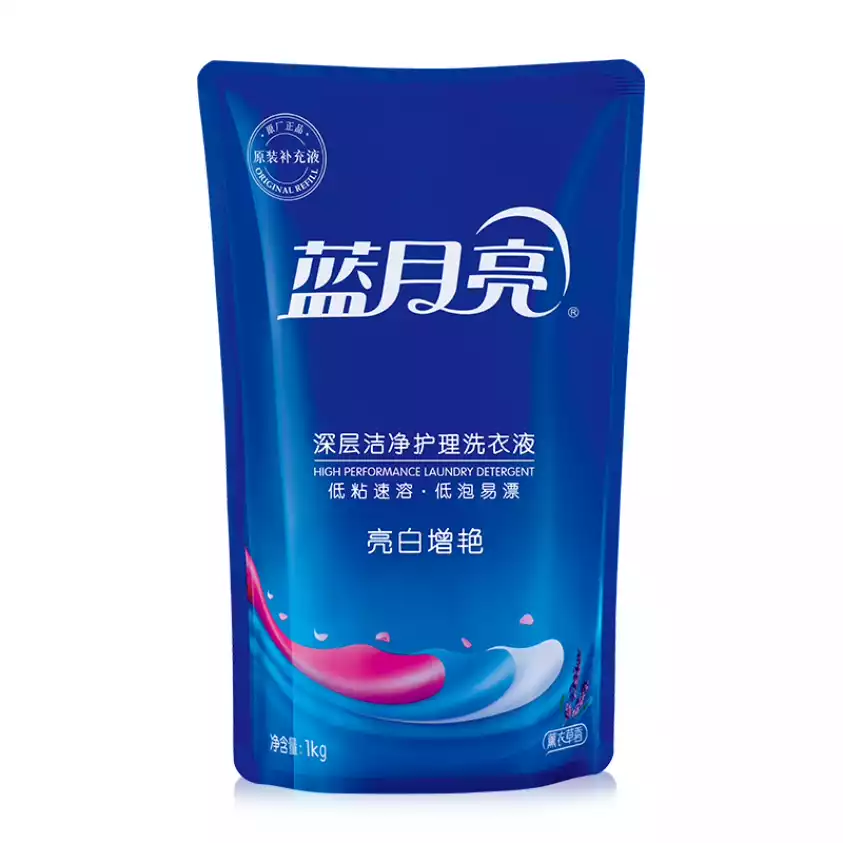 原厂正品
原装补充液
ORIGINAL REFILL
蓝月亮®
深层洁净护理洗衣液
HIGH PERFORMANCE LAUNDRY DETERGENT
低粘速溶·低泡易漂
亮白增艳
净含量:1kg
薰衣草香